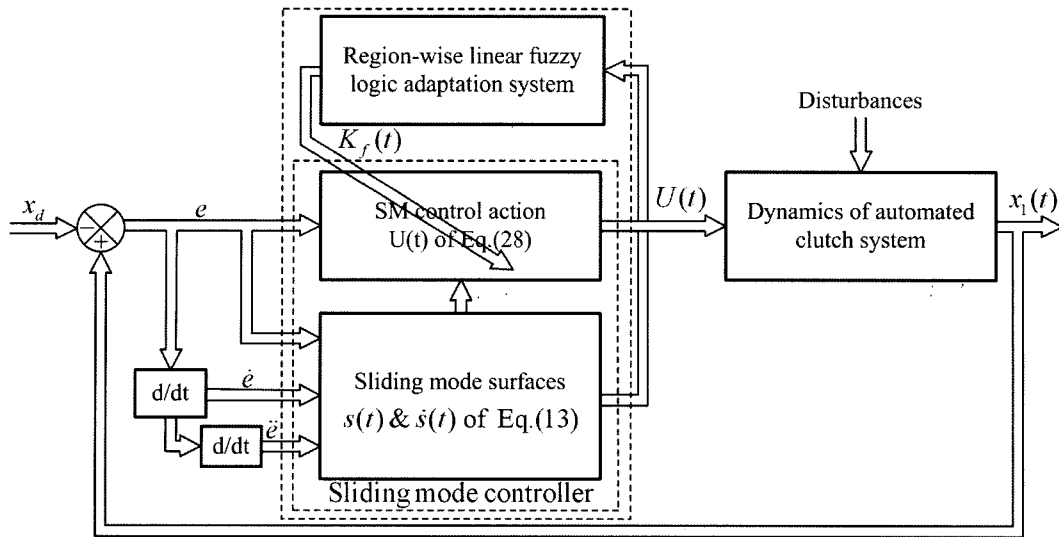 Region-wise linear fuzzy
logic adaptation system
Disturbances
K_f(t)
x_d
−
+
e
SM control action
U(t) of Eq.(28)
U(t)
Dynamics of automated
clutch system
x_1(t)
d/dt
ė
d/dt
ë
Sliding mode surfaces
s(t) & ṡ(t) of Eq.(13)
Sliding mode controller